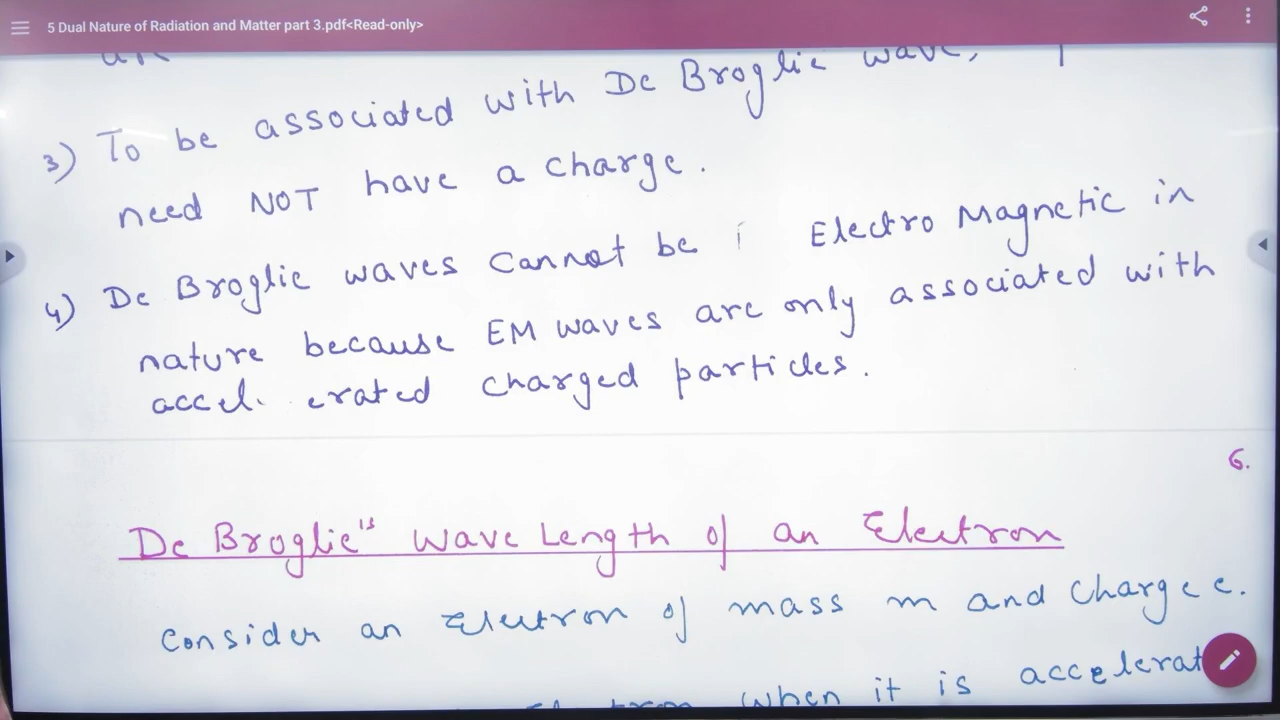 5 Dual Nature of Radiation and Matter part 3.pdf<Read-only>
3) To be associated with De Broglie wave,
need NOT have a charge.
4) De Broglie waves cannot be Electro Magnetic in
nature because EM waves are only associated with
accel. erated charged particles.
6.
De Broglie's Wave Length of an Electron
Consider an Electron of mass m and charge e.
when it is accelerat